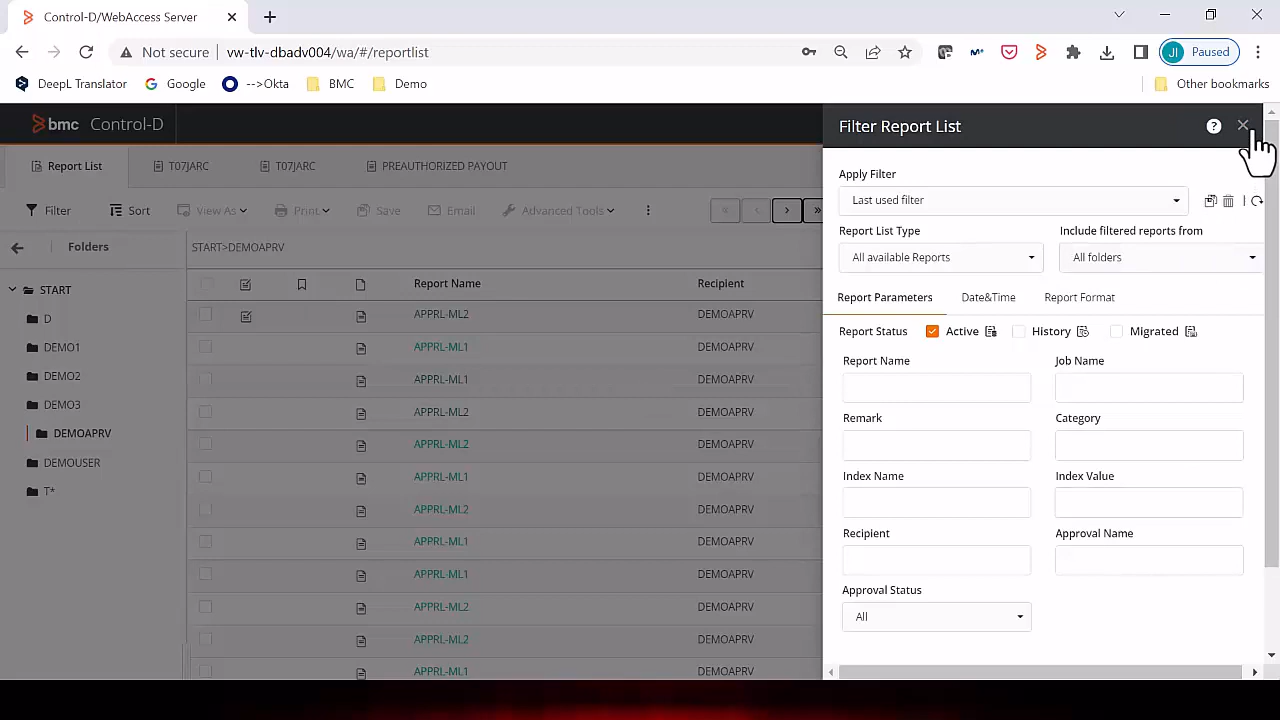 Control-D/WebAccess Server
Not secure vw-tlv-dbadv004/wa/#/reportlist
JI Paused
DeepL Translator Google -->Okta BMC Demo Other bookmarks
bmc Control-D
Filter Report List
Report List T07JARC T07JARC PREAUTHORIZED PAYOUT
Filter Sort View As Print Save Email Advanced Tools
Folders
START>DEMOAPRV
START
D
DEMO1
DEMO2
DEMO3
DEMOAPRV
DEMOUSER
T*
Report Name Recipient
APPRL-ML2 DEMOAPRV
APPRL-ML1 DEMOAPRV
APPRL-ML1 DEMOAPRV
APPRL-ML2 DEMOAPRV
APPRL-ML2 DEMOAPRV
APPRL-ML1 DEMOAPRV
APPRL-ML2 DEMOAPRV
APPRL-ML1 DEMOAPRV
APPRL-ML1 DEMOAPRV
APPRL-ML2 DEMOAPRV
APPRL-ML2 DEMOAPRV
APPRL-ML1 DEMOAPRV
Apply Filter
Last used filter
Report List Type Include filtered reports from
All available Reports All folders
Report Parameters Date&Time Report Format
Report Status Active History Migrated
Report Name Job Name
Remark Category
Index Name Index Value
Recipient Approval Name
Approval Status
All